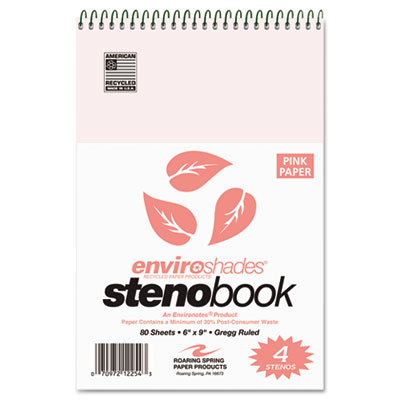 AMERICAN
RECYCLED
MADE IN U.S.A.
PINK
PAPER
enviroshades®
RECYCLED PAPER PRODUCTS
stenobook
An Environotes® Product
Paper Contains a Minimum of 30% Post-Consumer Waste
80 Sheets • 6" x 9" • Gregg Ruled
4
STENOS
ROARING SPRING
PAPER PRODUCTS
Roaring Spring, PA 16673
0 70972 12254 3